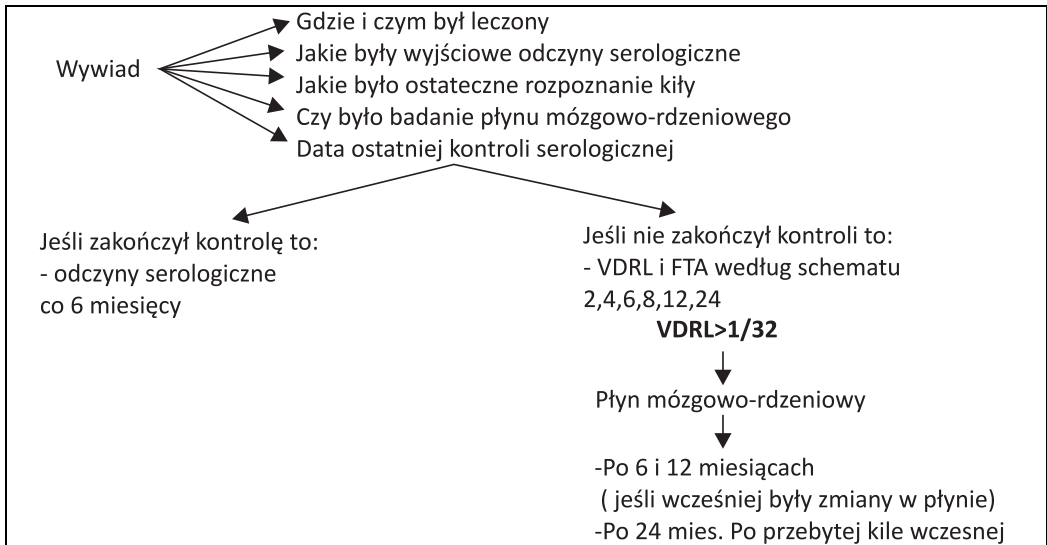 Wywiad
Gdzie i czym był leczony
Jakie były wyjściowe odczyny serologiczne
Jakie było ostateczne rozpoznanie kiły
Czy było badanie płynu mózgowo-rdzeniowego
Data ostatniej kontroli serologicznej
Jeśli zakończył kontrolę to:
- odczyny serologiczne
co 6 miesięcy
Jeśli nie zakończył kontroli to:
- VDRL i FTA według schematu
2,4,6,8,12,24
VDRL>1/32
Płyn mózgowo-rdzeniowy
-Po 6 i 12 miesiącach
( jeśli wcześniej były zmiany w płynie)
-Po 24 mies. Po przebytej kile wczesnej